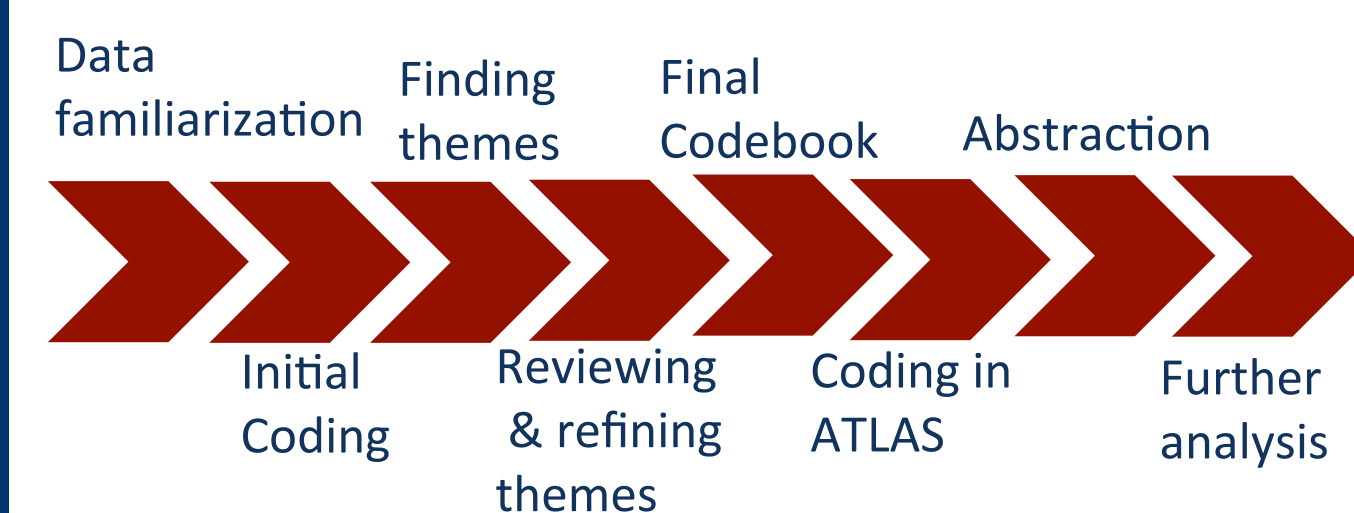 Data
familiarization
Initial
Coding
Finding
themes
Reviewing
& refining
themes
Final
Codebook
Coding in
ATLAS
Abstraction
Further
analysis